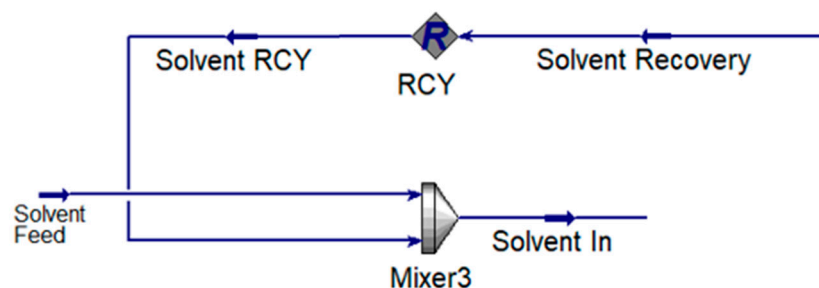 R
Solvent RCY
Solvent Recovery
RCY
Solvent
Feed
Solvent In
Mixer3